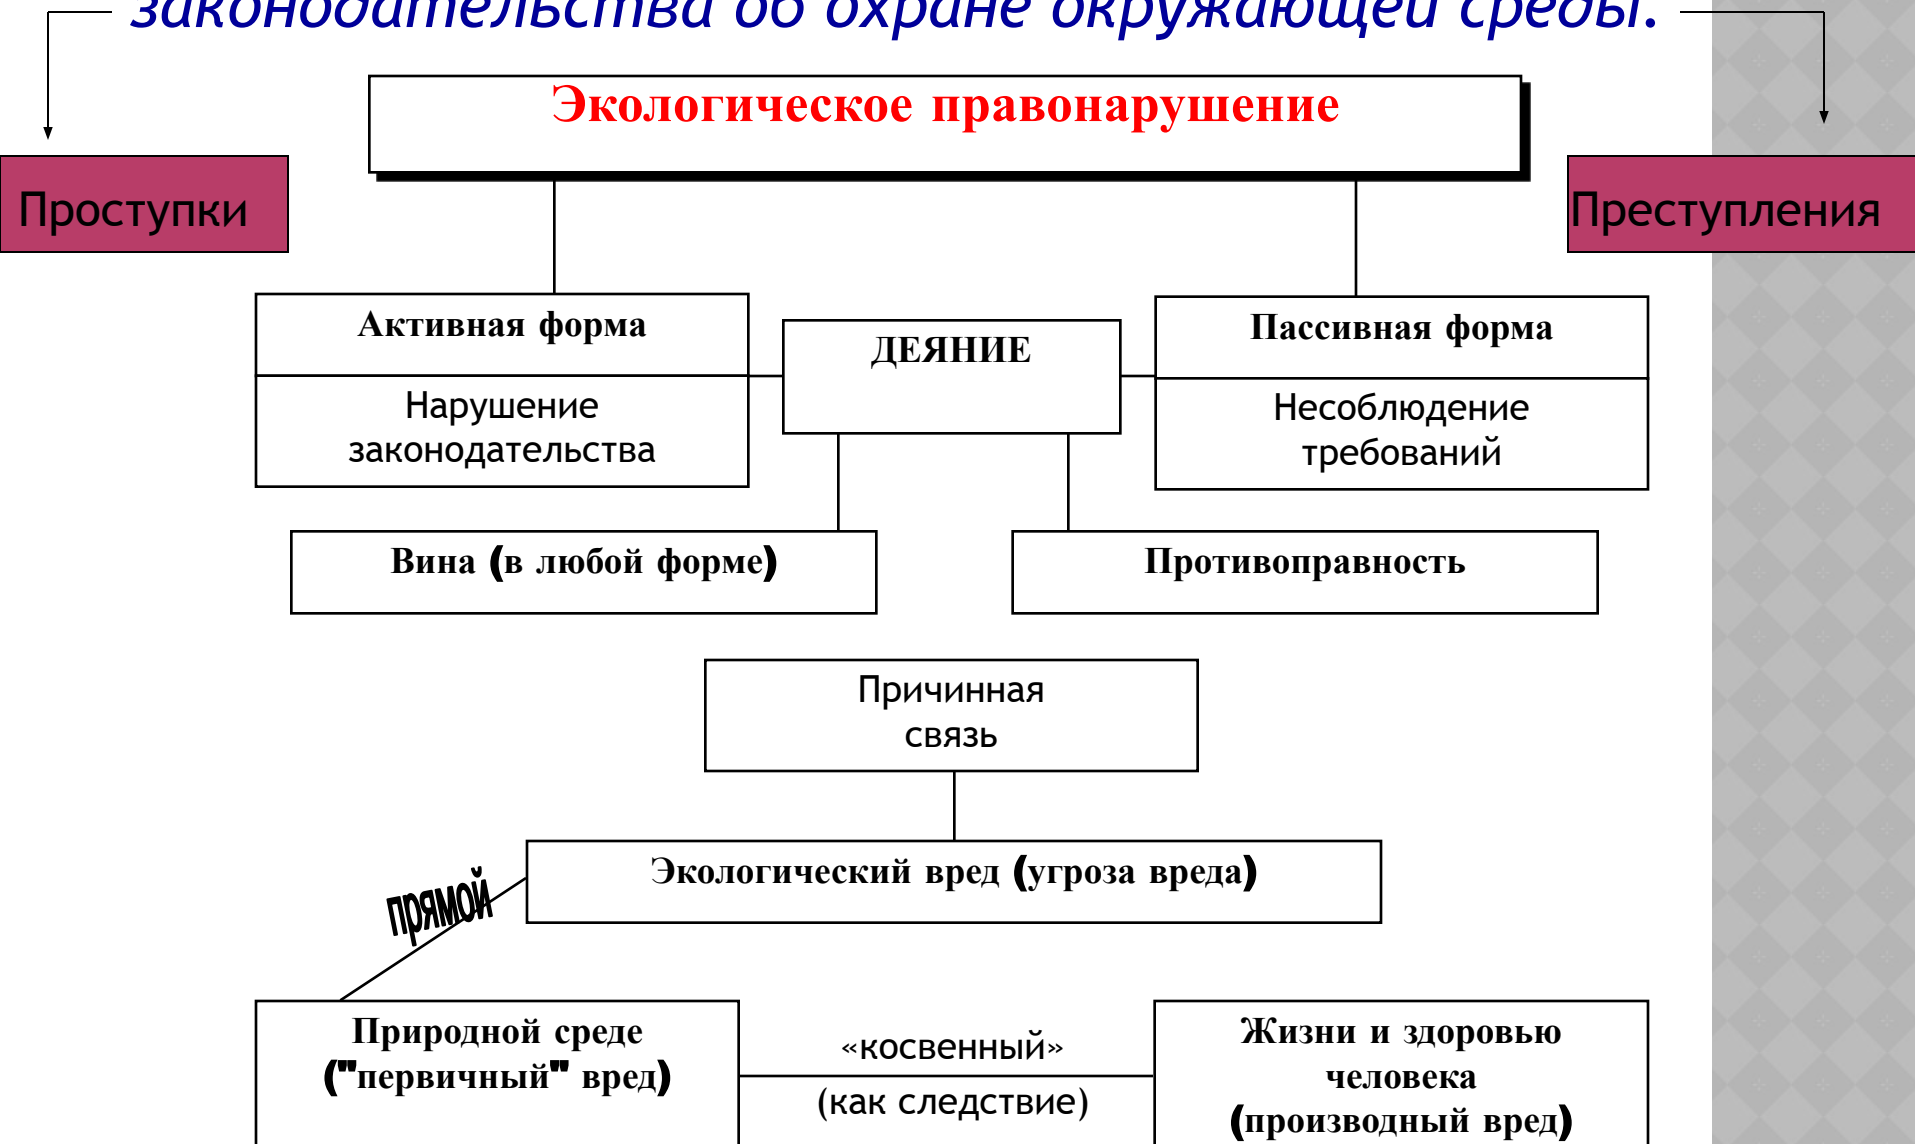 законодательства об охране окружающей среды.
Экологическое правонарушение
Проступки
Преступления
Активная форма
ДЕЯНИЕ
Пассивная форма
Нарушение
законодательства
Несоблюдение
требований
Вина (в любой форме)
Противоправность
Причинная
связь
Экологический вред (угроза вреда)
прямой
Природной среде
("первичный" вред)
«косвенный»
(как следствие)
Жизни и здоровью
человека
(производный вред)